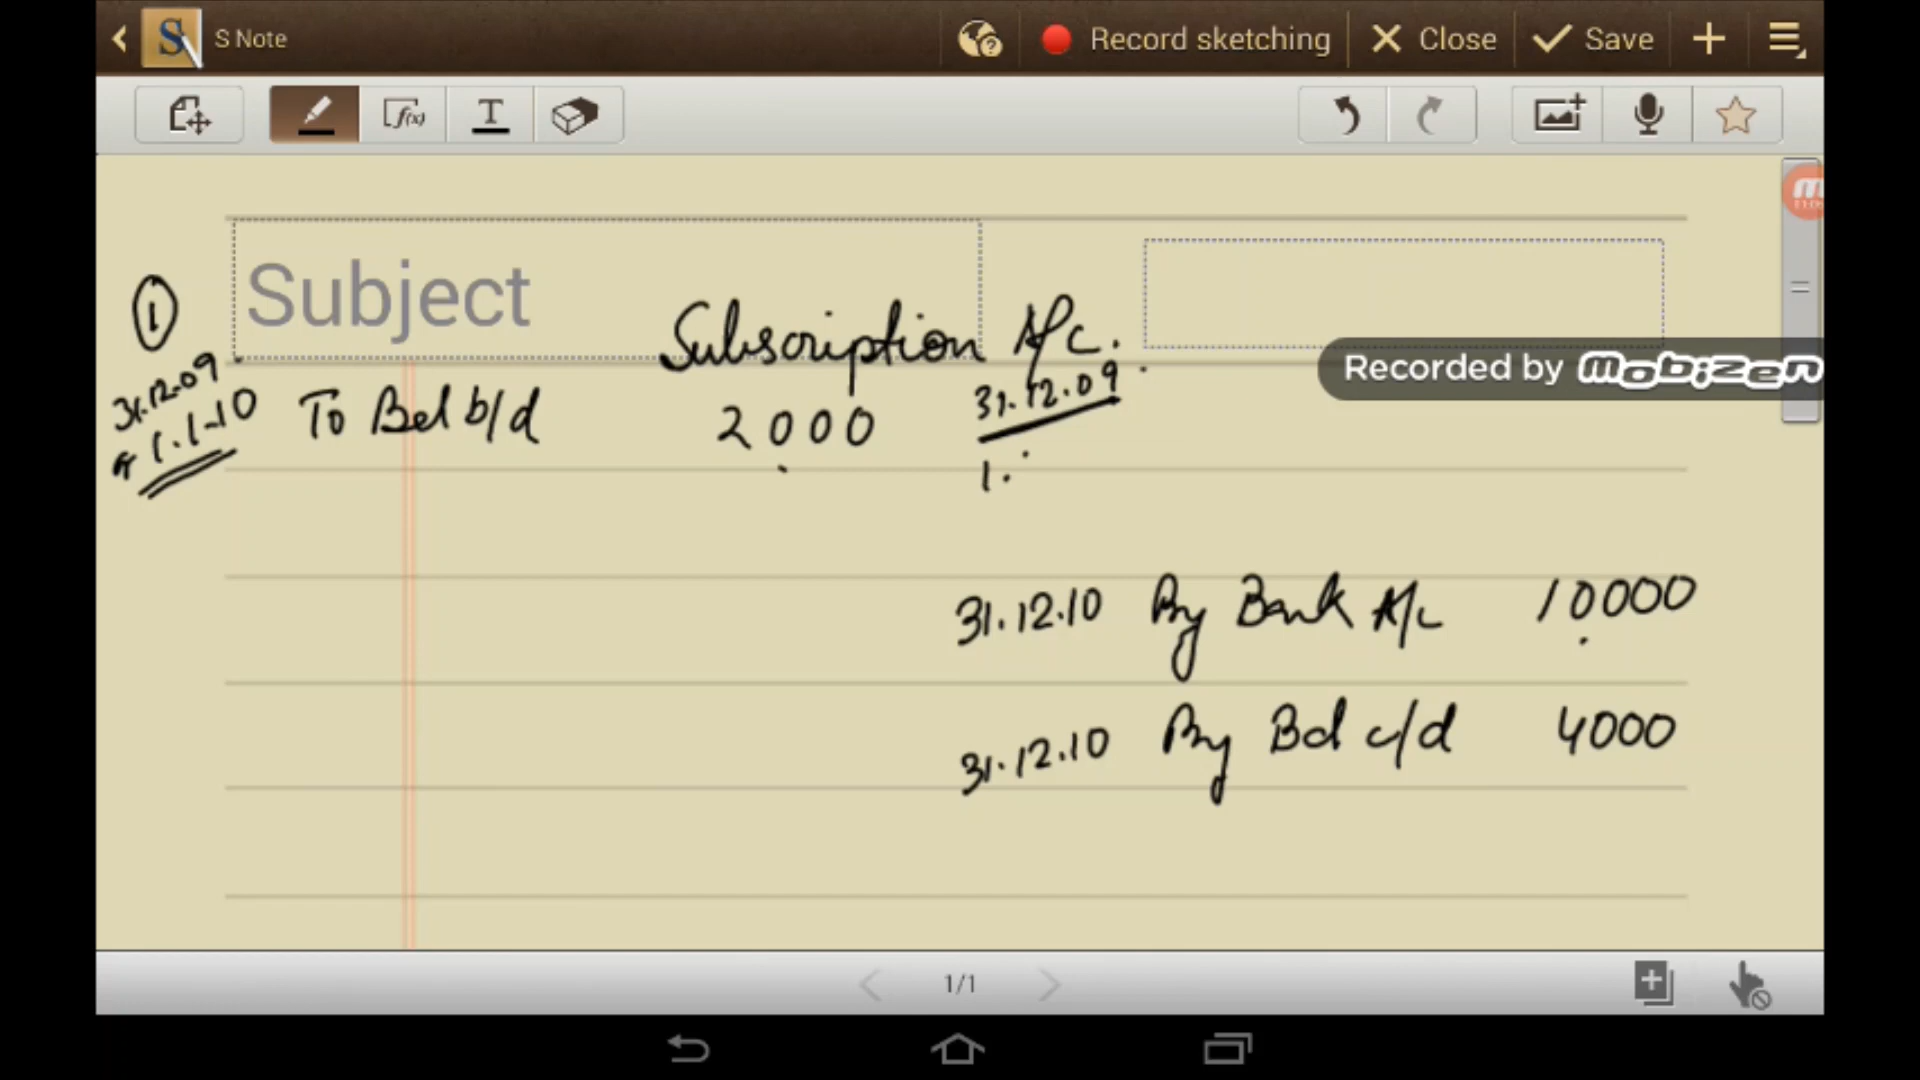 S Note
Record sketching
Close
Save
T
f(x)
Subject
1
Subscription A/c.
Recorded by mobizen
31.12.09
1.1-10 To Bal b/d 2000 31.12.09
1.
31.12.10 By Bank A/c 10000
31.12.10 By Bal c/d 4000
1/1